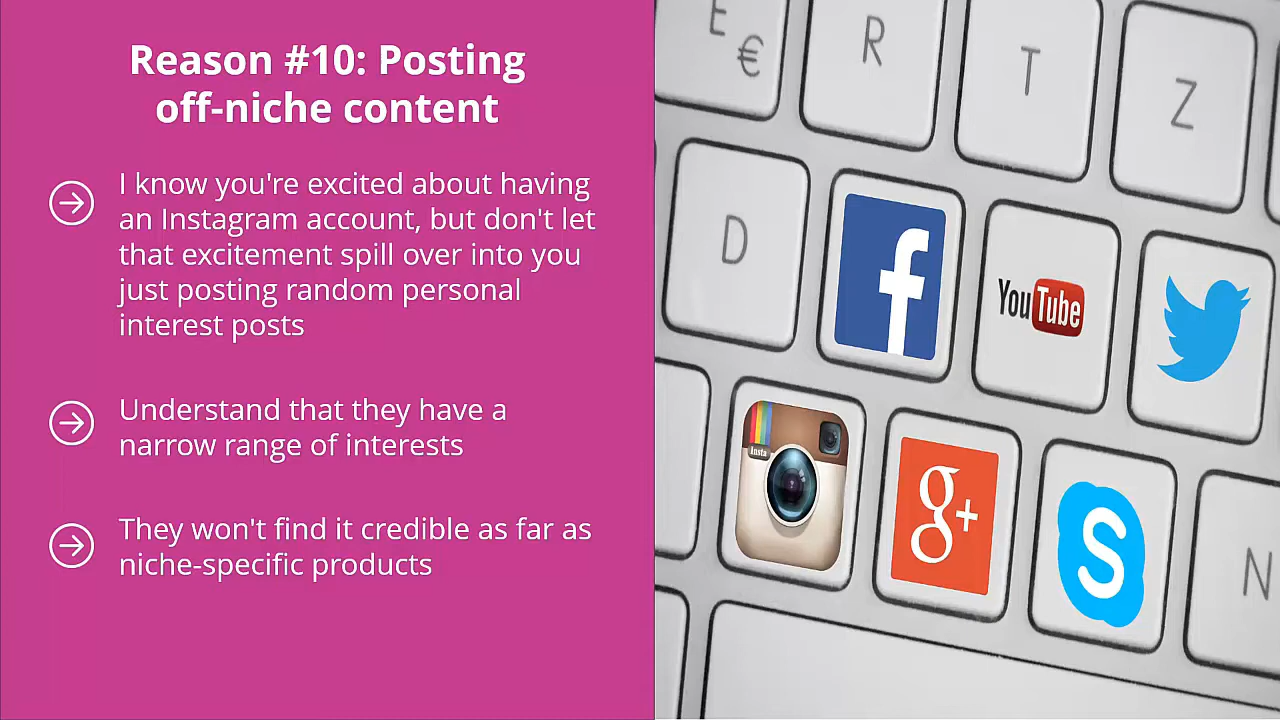 Reason #10: Posting
off-niche content
I know you're excited about having
an Instagram account, but don't let
that excitement spill over into you
just posting random personal
interest posts
Understand that they have a
narrow range of interests
They won't find it credible as far as
niche-specific products
E €
R
T
Z
D
f
YouTube
Insta
g+
S
N